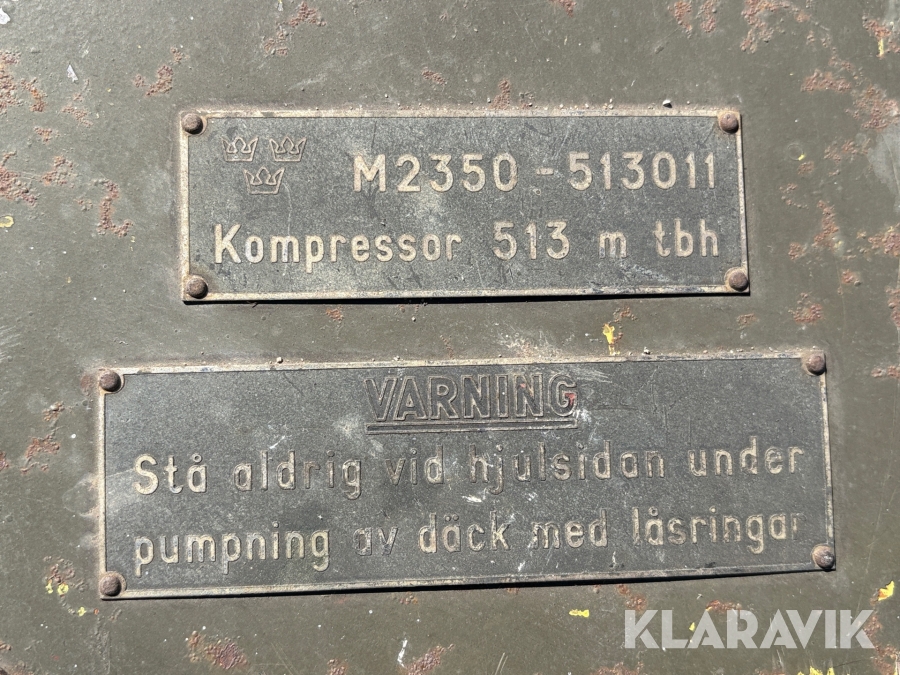 M2350-513011
Kompressor 513 m tbh
VARNING
Stå aldrig vid hjulsidan under
pumpning av däck med låsringar
KLARAVIK